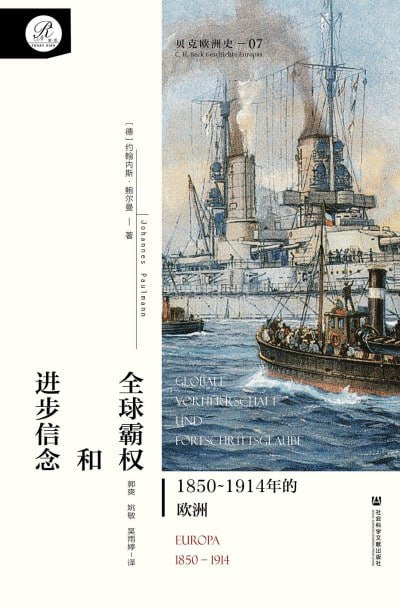 贝克欧洲史－07
C. H. Beck Geschichte Europas
［德］约翰内斯·鲍尔曼 — 著
Johannes Paulmann
全球霸权
和
进步信念
郭爽 姚敏 吴雨婷－译
GLOBALE
VORHERRSCHAFT
UND
FORTSCHRITTSGLAUBE
1850~1914年的
欧洲
EUROPA
1850 – 1914
社会科学文献出版社